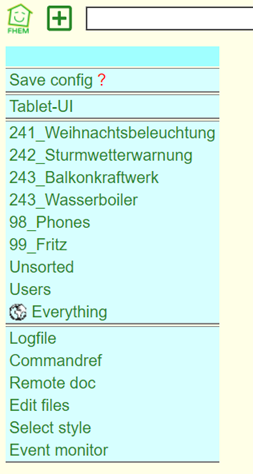 FHEM
Save config ?
Tablet-UI
241_Weihnachtsbeleuchtung
242_Sturmwetterwarnung
243_Balkonkraftwerk
243_Wasserboiler
98_Phones
99_Fritz
Unsorted
Users
Everything
Logfile
Commandref
Remote doc
Edit files
Select style
Event monitor